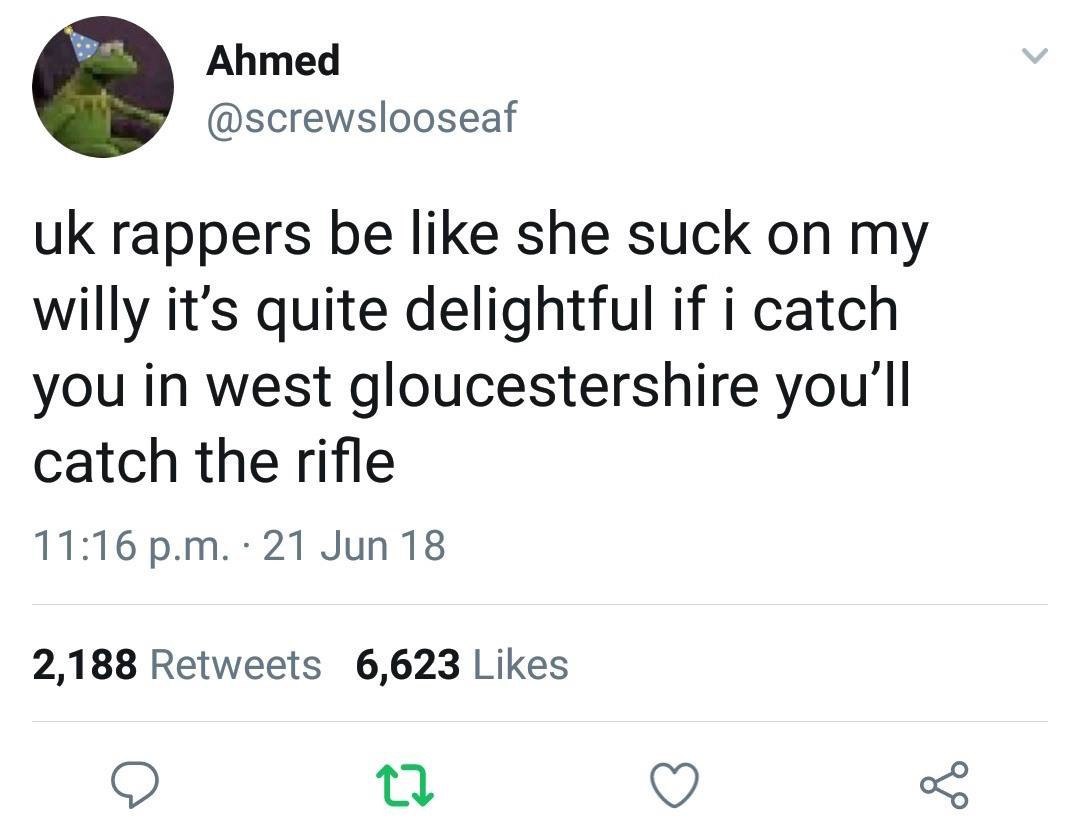 Ahmed
@screwslooseaf
uk rappers be like she suck on my
willy it’s quite delightful if i catch
you in west gloucestershire you’ll
catch the rifle
11:16 p.m. · 21 Jun 18
2,188 Retweets 6,623 Likes